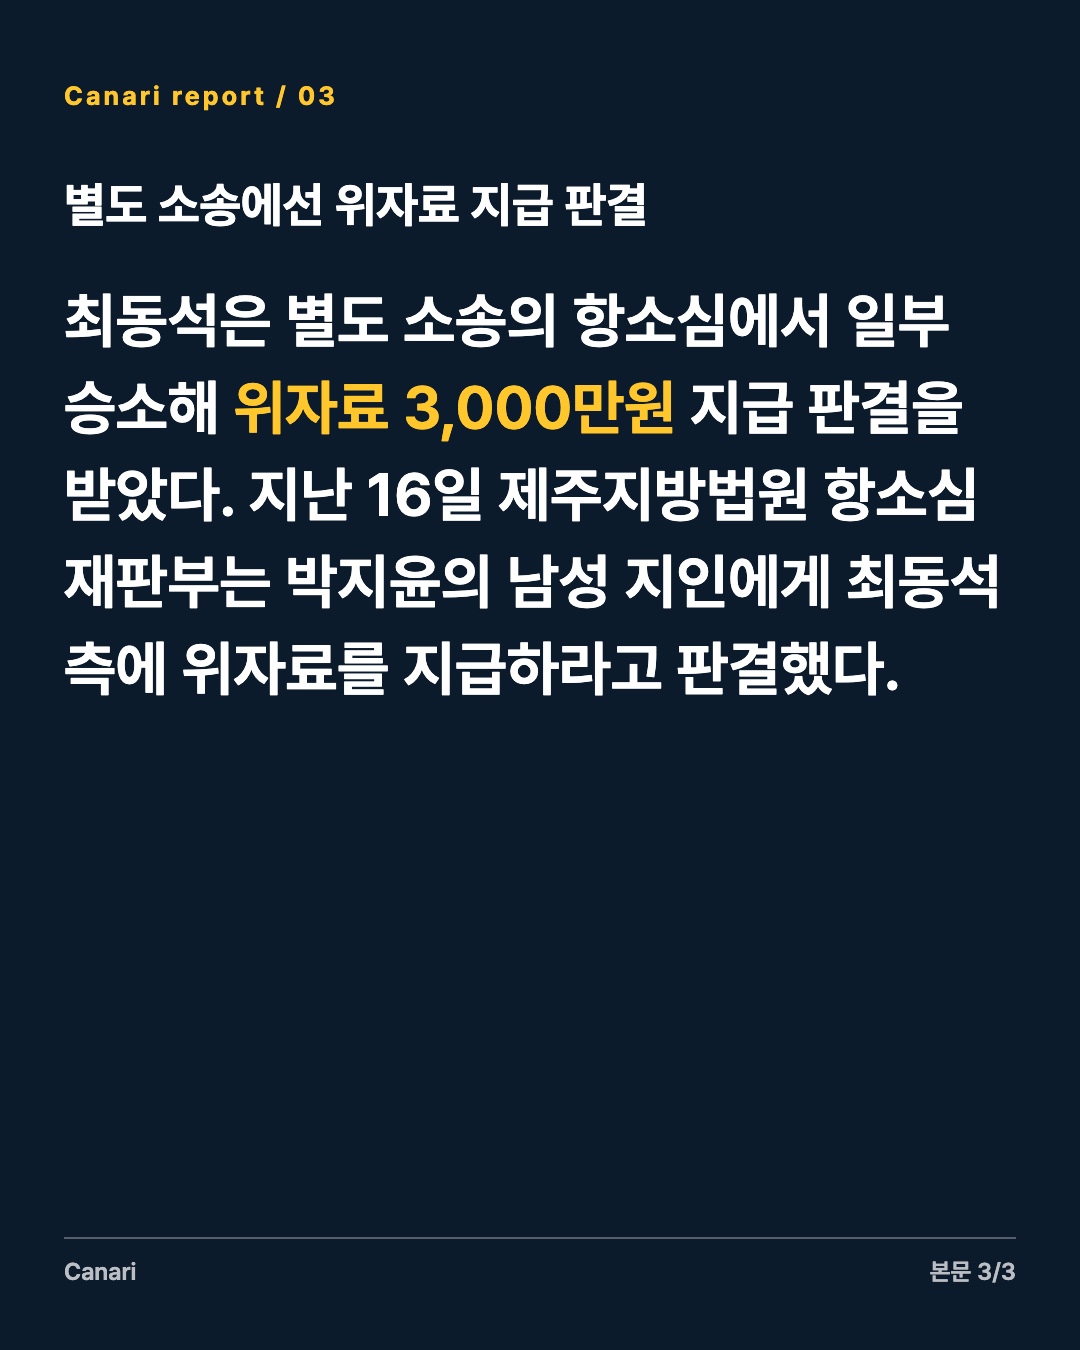 Canari report / 03
별도 소송에선 위자료 지급 판결
최동석은 별도 소송의 항소심에서 일부
승소해 위자료 3,000만원 지급 판결을
받았다. 지난 16일 제주지방법원 항소심
재판부는 박지윤의 남성 지인에게 최동석
측에 위자료를 지급하라고 판결했다.
Canari
본문 3/3